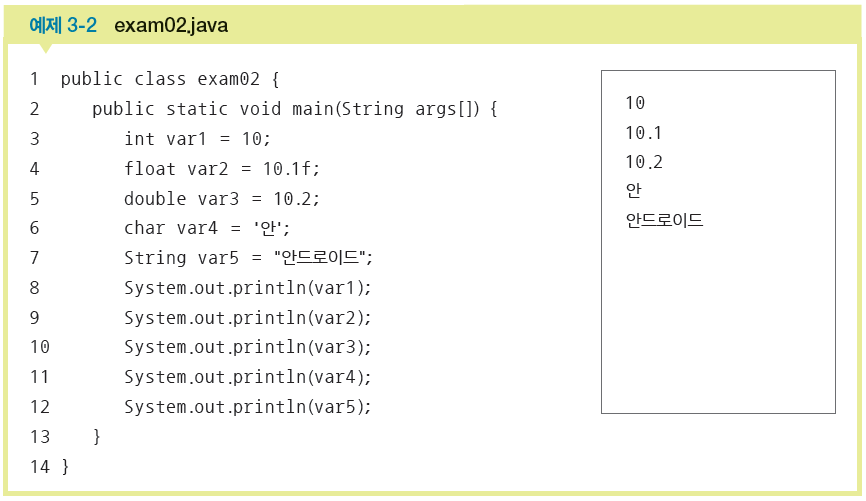 예제 3-2 exam02.java
1 public class exam02 {
2 public static void main(String args[]) {
3 int var1 = 10;
4 float var2 = 10.1f;
5 double var3 = 10.2;
6 char var4 = '안';
7 String var5 = "안드로이드";
8 System.out.println(var1);
9 System.out.println(var2);
10 System.out.println(var3);
11 System.out.println(var4);
12 System.out.println(var5);
13 }
14 }
10
10.1
10.2
안
안드로이드